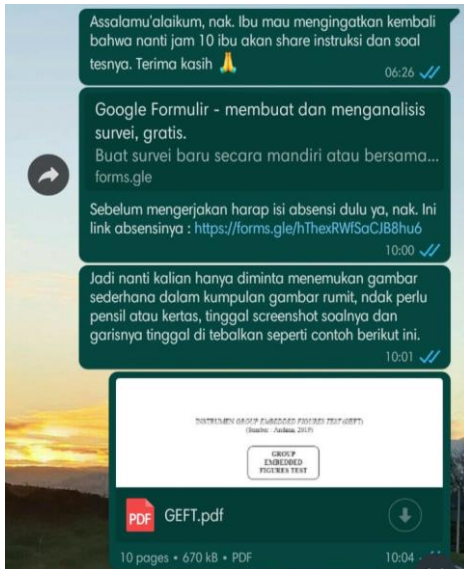 Assalamu'alaikum, nak. Ibu mau mengingatkan kembali
bahwa nanti jam 10 ibu akan share instruksi dan soal
tesnya. Terima kasih 🙏
06:26
Google Formulir - membuat dan menganalisis
survei, gratis.
Buat survei baru secara mandiri atau bersama...
forms.gle
Sebelum mengerjakan harap isi absensi dulu ya, nak. Ini
link absensinya : https://forms.gle/hThexRWfSaCJB8hu6
10:00
Jadi nanti kalian hanya diminta menemukan gambar
sederhana dalam kumpulan gambar rumit, ndak perlu
pensil atau kertas, tinggal screenshot soalnya dan
garisnya tinggal di tebalkan seperti contoh berikut ini.
10:01
INSTRUMEN GROUP EMBEDDED FIGURES TEST (GEFT)
(Sumber : 2019)
GROUP
EMBEDDED
FIGURES TEST
PDF GEFT.pdf
10 pages • 670 kB • PDF 10:04